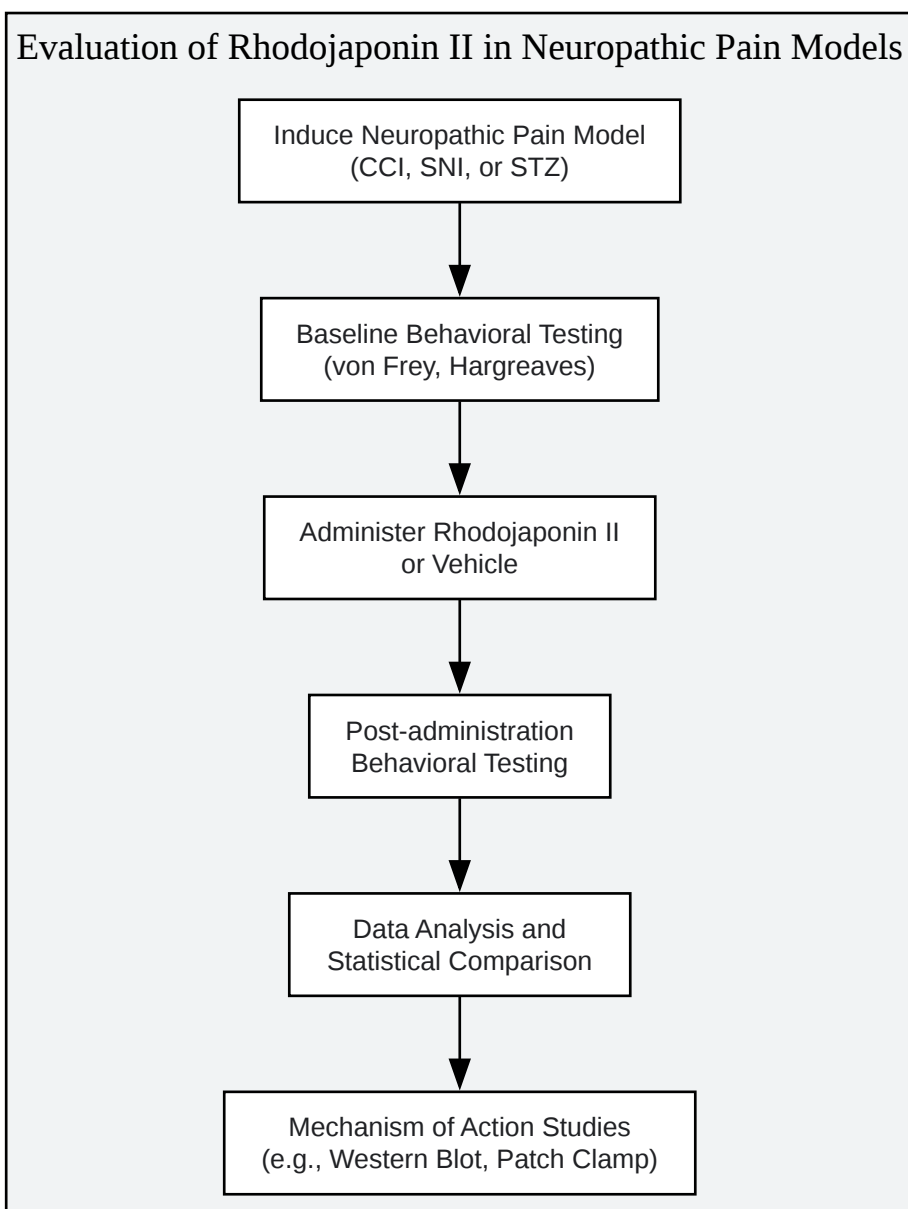 Evaluation of Rhodojaponin II in Neuropathic Pain Models
Induce Neuropathic Pain Model
(CCI, SNI, or STZ)
Baseline Behavioral Testing
(von Frey, Hargreaves)
Administer Rhodojaponin II
or Vehicle
Post-administration
Behavioral Testing
Data Analysis and
Statistical Comparison
Mechanism of Action Studies
(e.g., Western Blot, Patch Clamp)